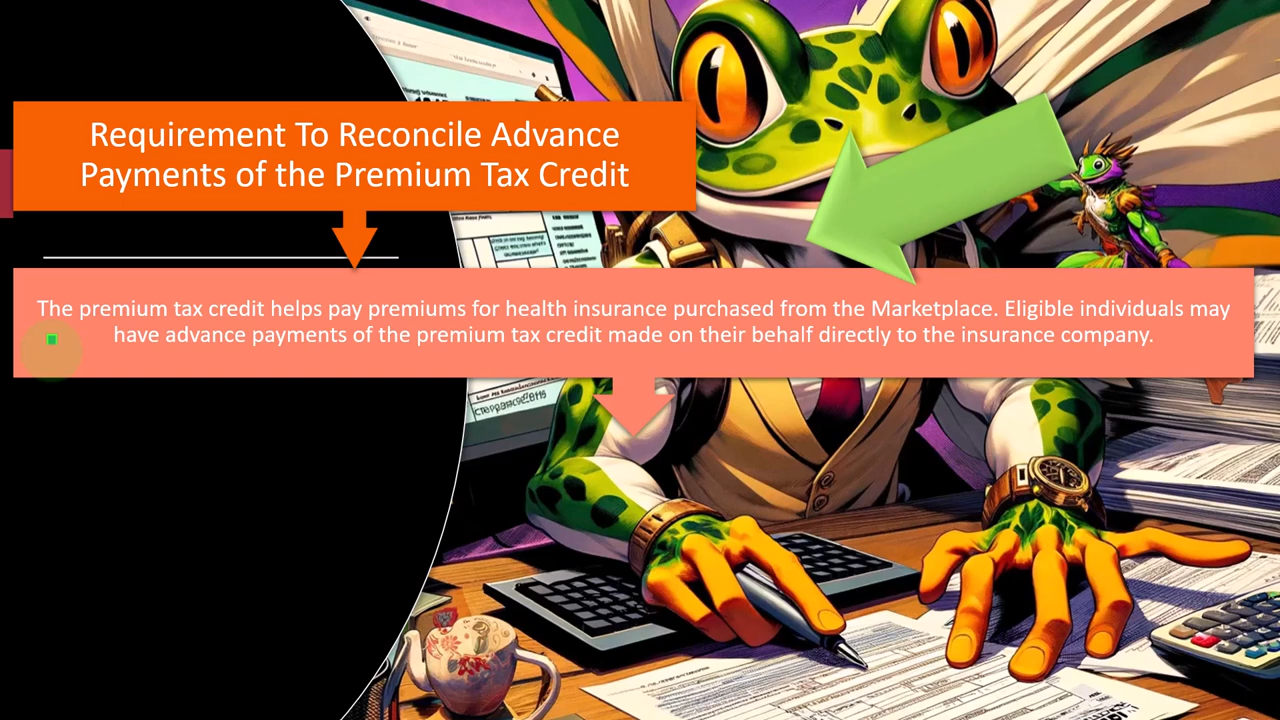 Requirement To Reconcile Advance
Payments of the Premium Tax Credit
The premium tax credit helps pay premiums for health insurance purchased from the Marketplace. Eligible individuals may
have advance payments of the premium tax credit made on their behalf directly to the insurance company.